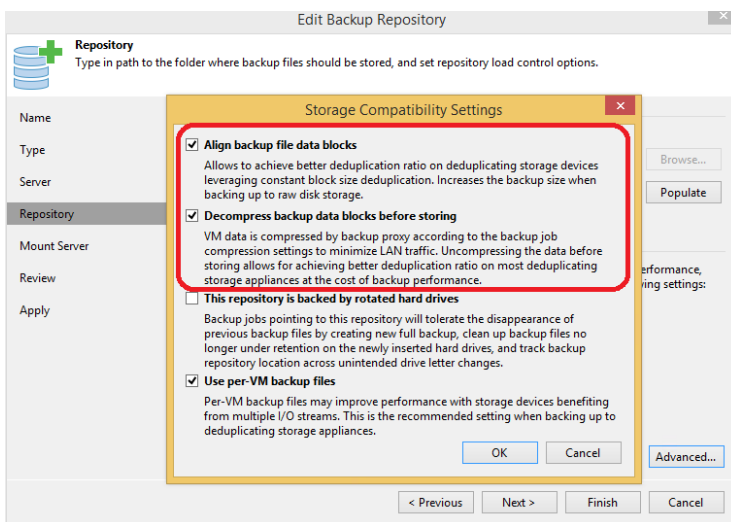 Edit Backup Repository
Repository
Type in path to the folder where backup files should be stored, and set repository load control options.
Name
Type
Server
Repository
Mount Server
Review
Apply
Storage Compatibility Settings
Align backup file data blocks
Allows to achieve better deduplication ratio on deduplicating storage devices
leveraging constant block size deduplication. Increases the backup size when
backing up to raw disk storage.
Decompress backup data blocks before storing
VM data is compressed by backup proxy according to the backup job
compression settings to minimize LAN traffic. Uncompressing the data before
storing allows for achieving better deduplication ratio on most deduplicating
storage appliances at the cost of backup performance.
This repository is backed by rotated hard drives
Backup jobs pointing to this repository will tolerate the disappearance of
previous backup files by creating new full backup, clean up backup files no
longer under retention on the newly inserted hard drives, and track backup
repository location across unintended drive letter changes.
Use per-VM backup files
Per-VM backup files may improve performance with storage devices benefiting
from multiple I/O streams. This is the recommended setting when backing up to
deduplicating storage appliances.
OK Cancel
Browse...
Populate
erformance,
ing settings:
Advanced...
< Previous Next > Finish Cancel